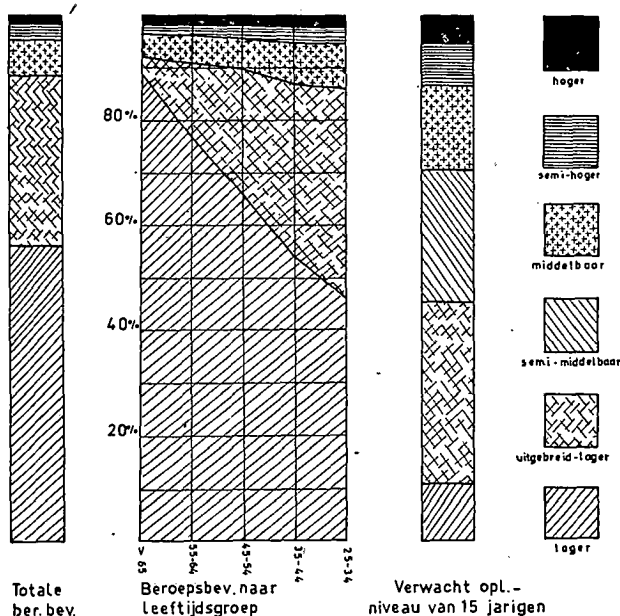 80%
60%
40%
20%
> 65
55-64
45-54
35-44
25-34
hoger
semi-hoger
middelbaar
semi-middelbaar
uitgebreid-lager
lager
Totale
ber. bev.
Beroepsbev. naar
leeftijdsgroep
Verwacht opl.-
niveau van 15 jarigen